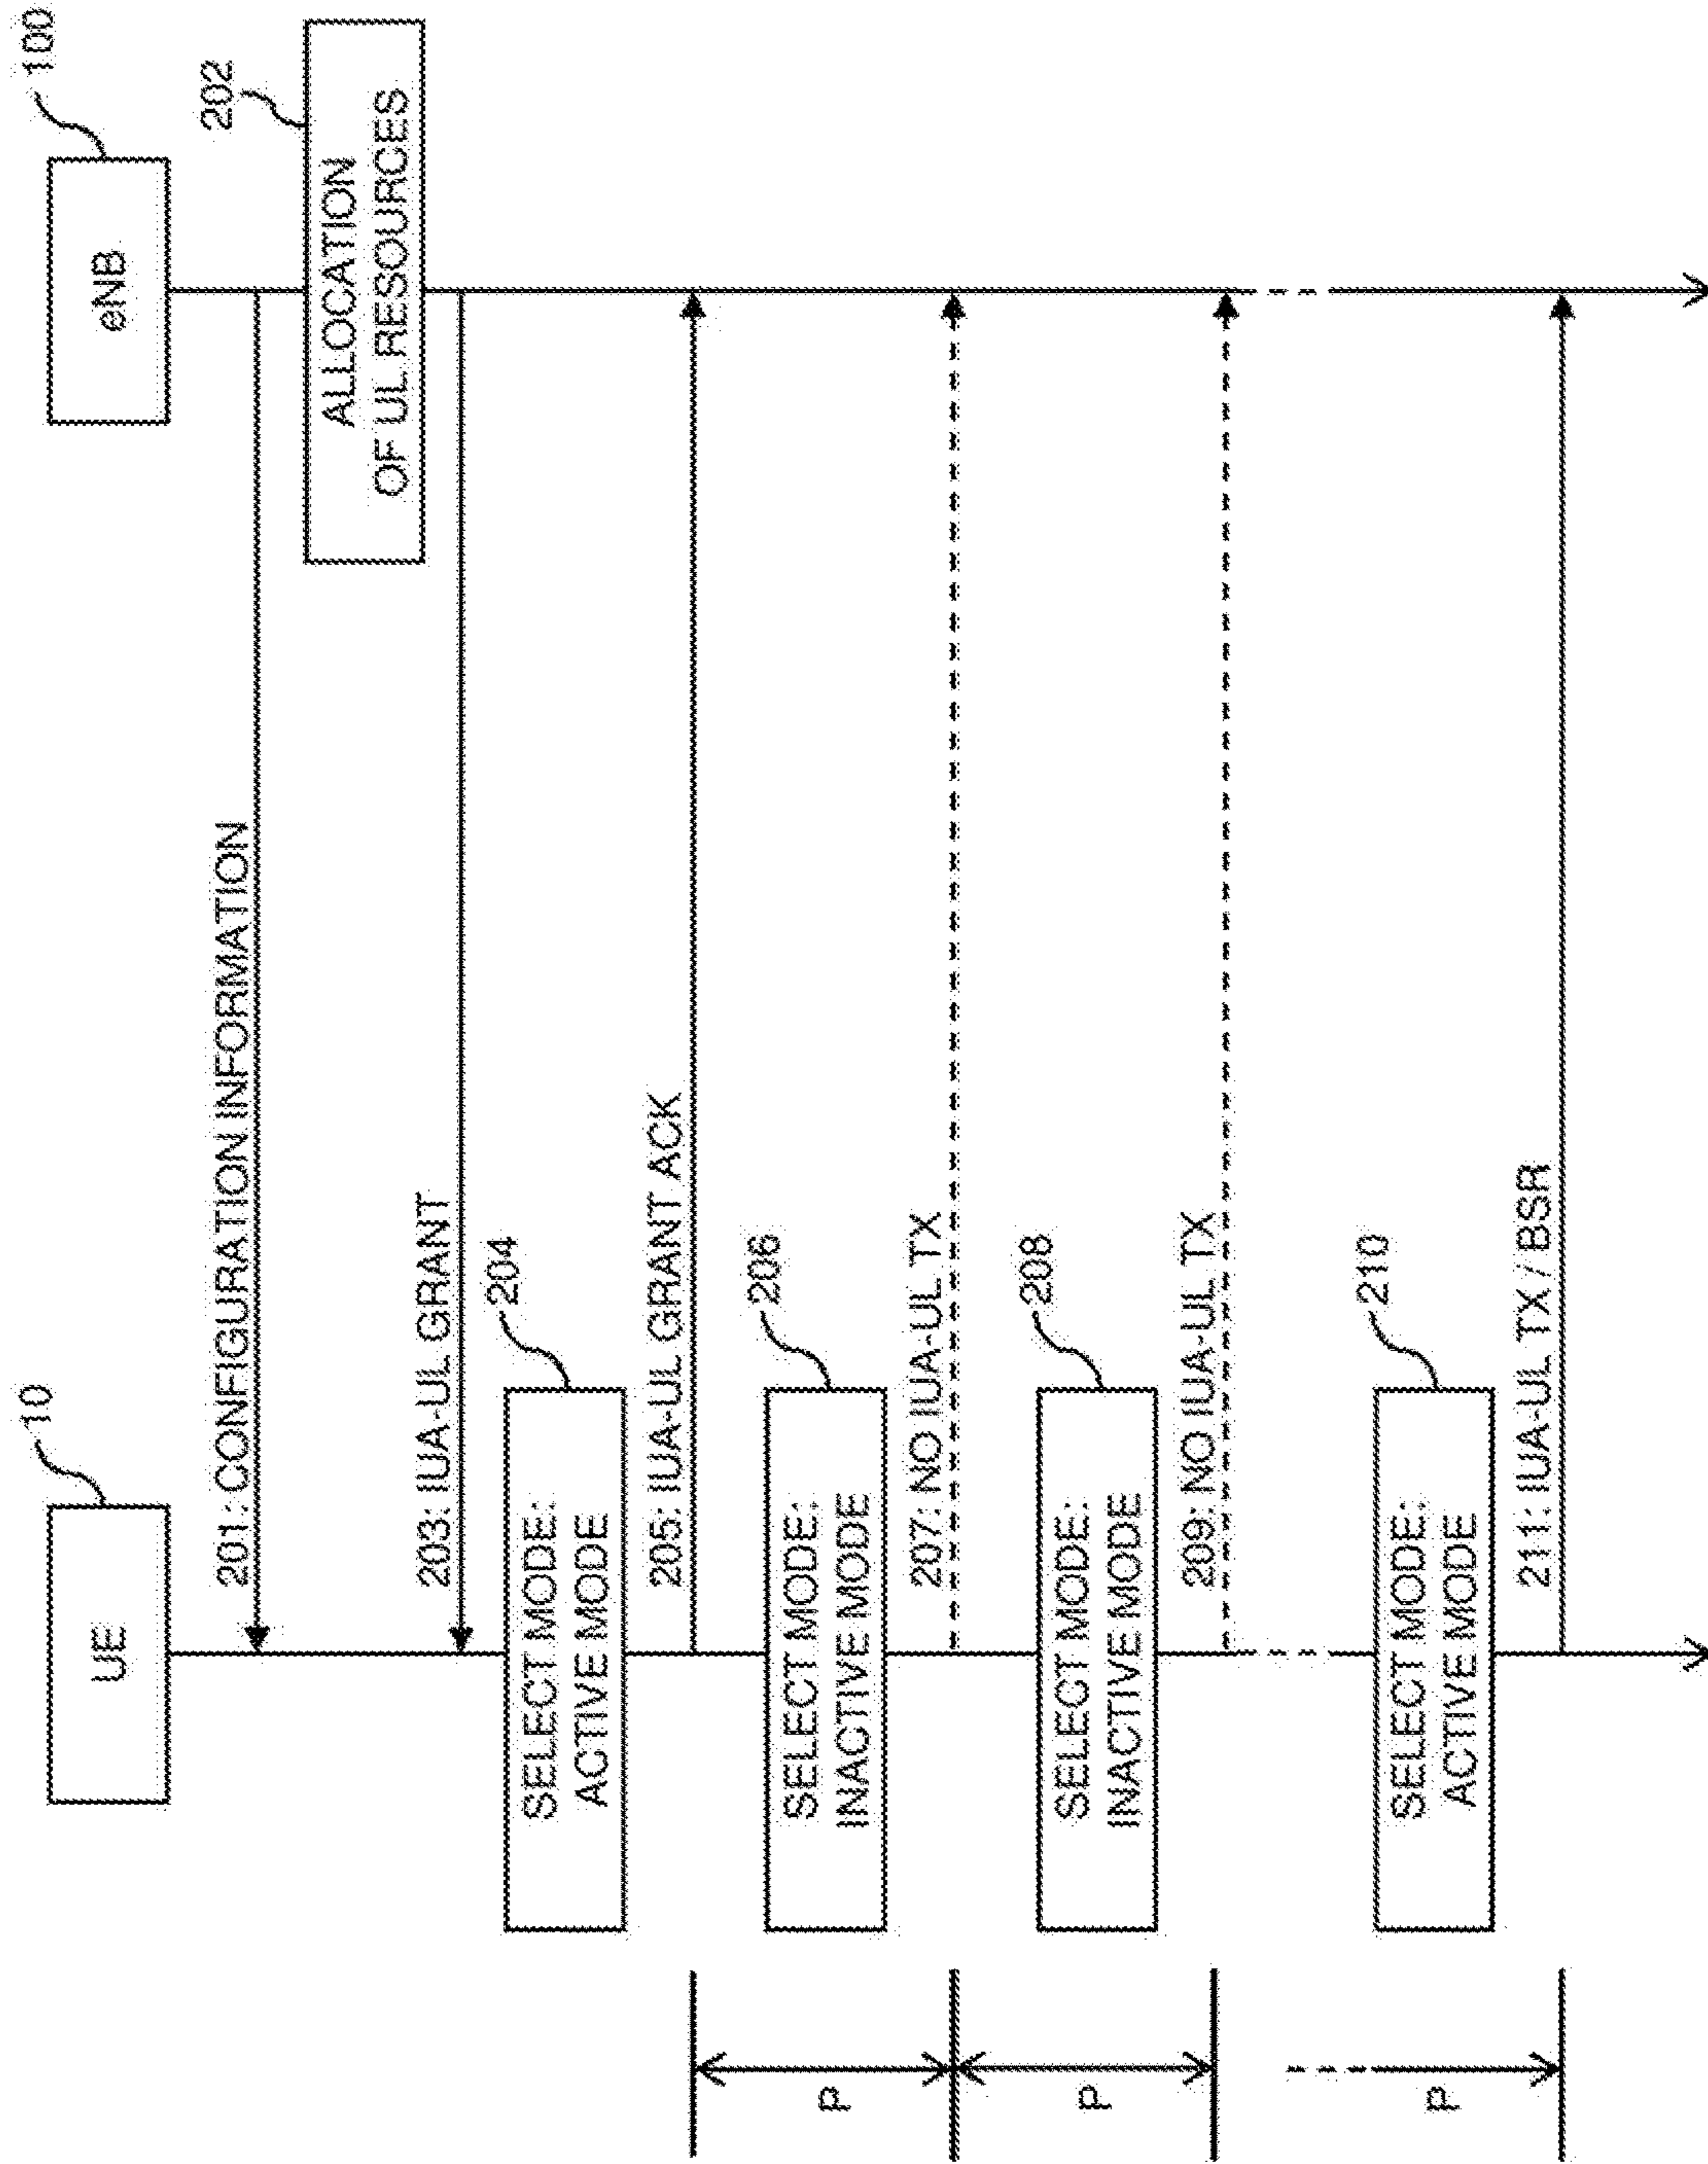 UE
10
eNB
100
201: CONFIGURATION INFORMATION
202
ALLOCATION
OF UL RESOURCES
203: IUA-UL GRANT
204
SELECT MODE:
ACTIVE MODE
205: IUA-UL GRANT ACK
206
SELECT MODE:
INACTIVE MODE
P
207: NO IUA-UL TX
208
SELECT MODE:
INACTIVE MODE
P
209: NO IUA-UL TX
210
SELECT MODE:
ACTIVE MODE
P
211: IUA-UL TX / BSR